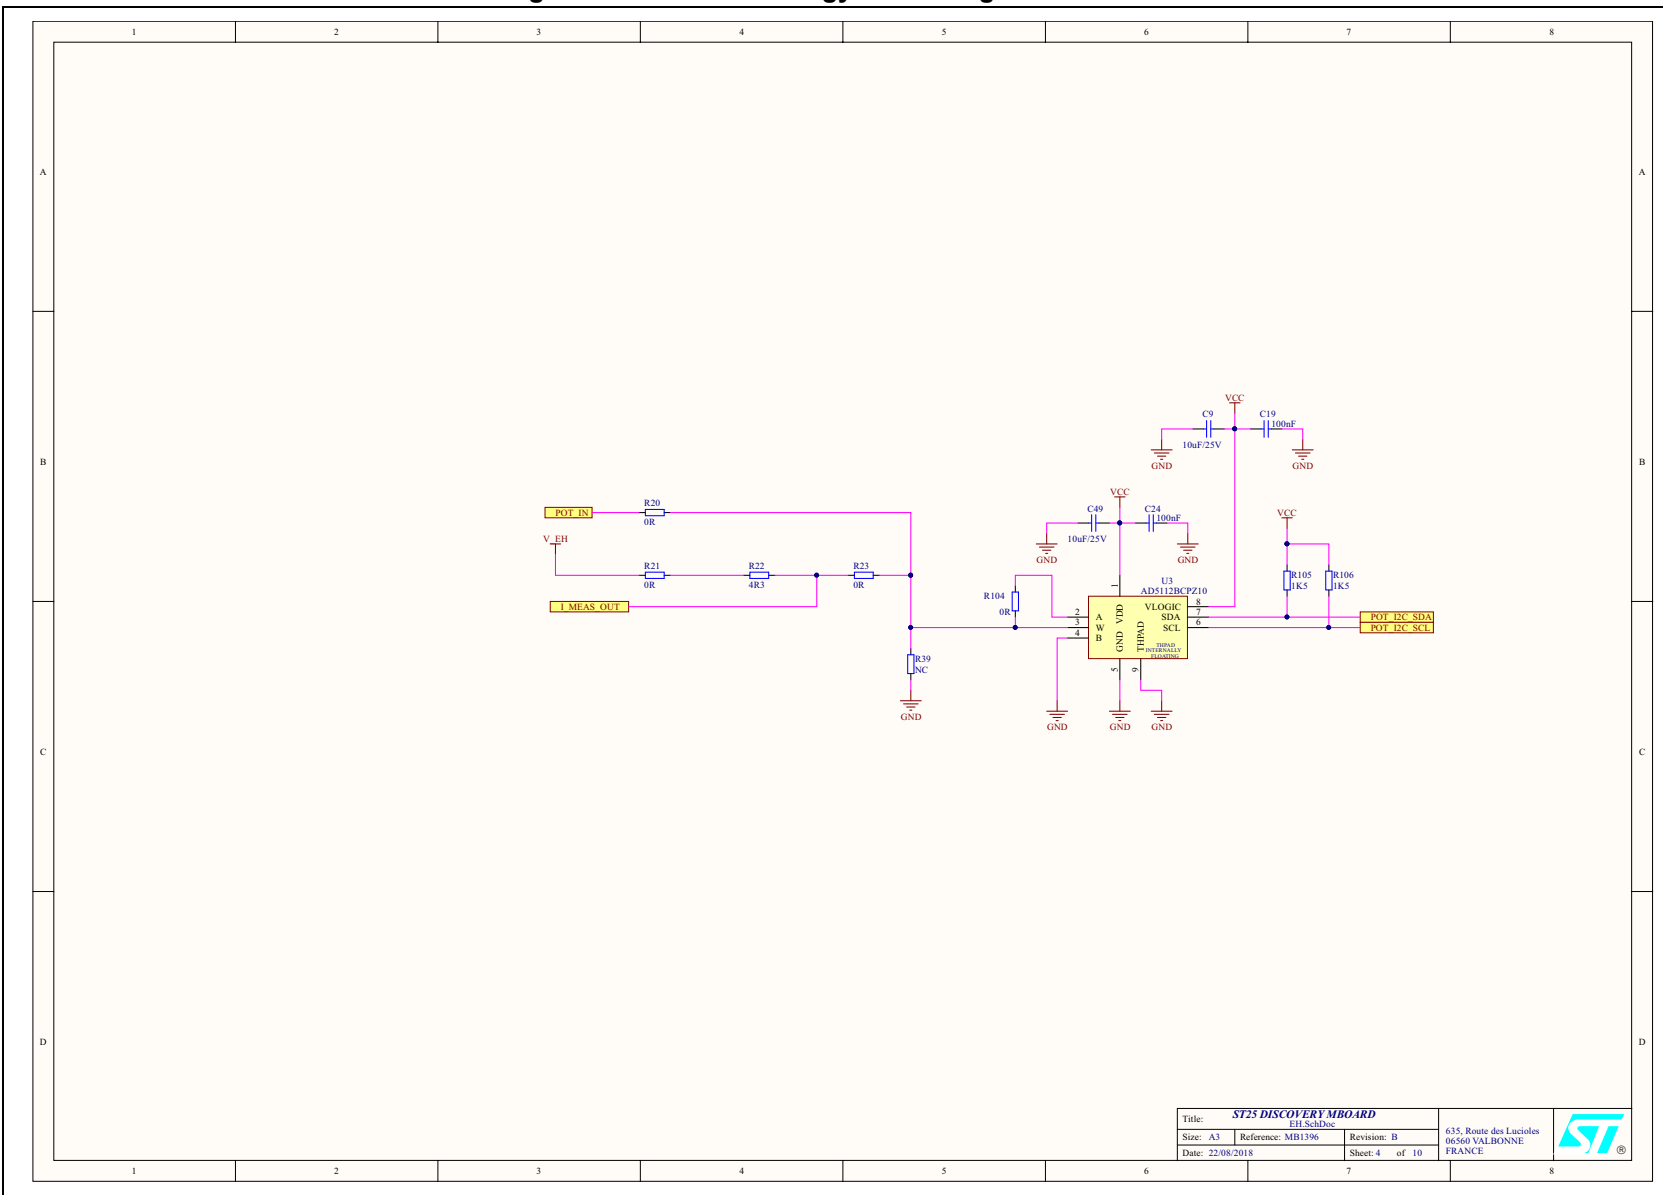 1 2 3 4 5 6 7 8
A A
VCC
C9 C19
100nF
10uF/25V
B GND GND B
VCC
R20
C49 C24
POT_IN
100nF VCC
0R
10uF/25V
V_EH
GND GND
R21 R22 R23
U3
R105 R106
0R 4R3 0R
AD5112BCPZ10
1K5 1K5
R104
I_MEAS_OUT
0R
1
VDD
VLOGIC 8
2 A SDA 7 POT_I2C_SDA
3 W SCL 6 POT_I2C_SCL
4 B
GND
THPAD
THPAD
INTERNALLY
FLOATING
R39
NC
5 9
GND
GND GND GND
C C
D D
Title: ST25 DISCOVERY MBOARD
EH.SchDoc
Size: A3 Reference: MB1396 Revision: B
Date: 22/08/2018 Sheet: 4 of 10
635, Route des Lucioles
06560 VALBONNE
FRANCE
ST ®
1 2 3 4 5 6 7 8